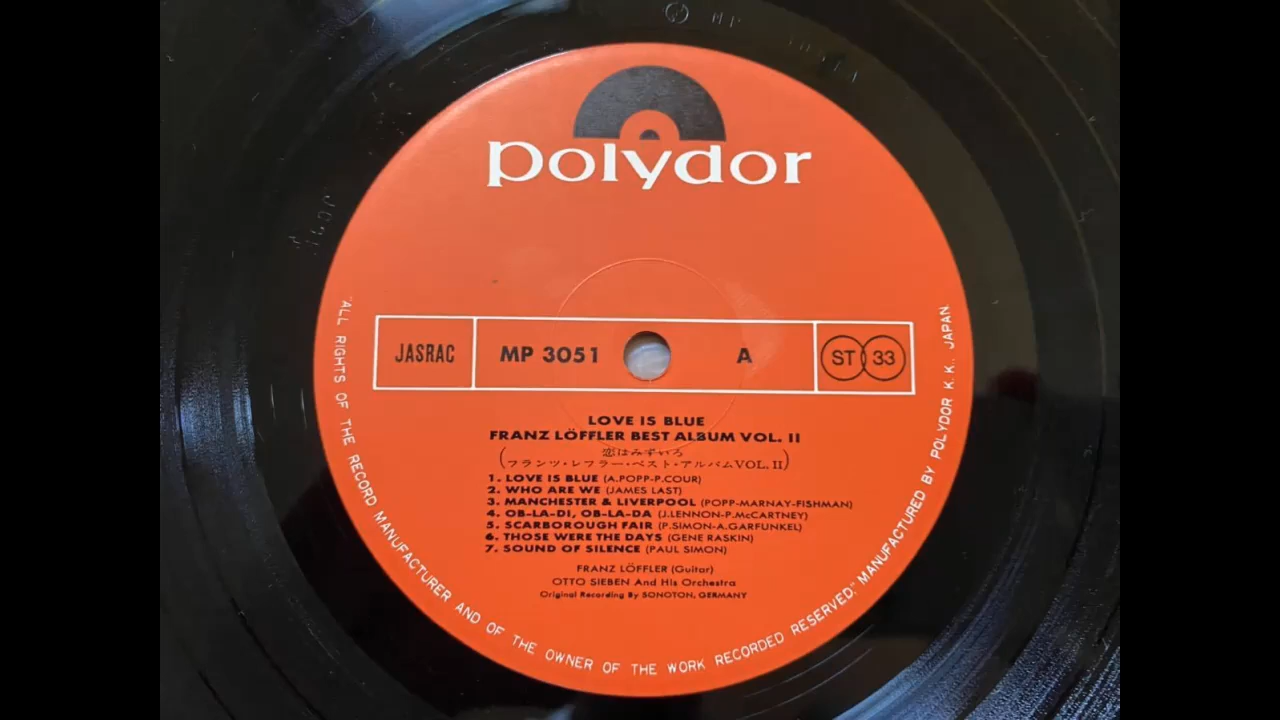 polydor
JASRAC
MP 3051
A
ST 33
LOVE IS BLUE
FRANZ LÖFFLER BEST ALBUM VOL. II
恋はみずいろ
(フランツ・レフラー・ベスト・アルバムVOL. II)
1. LOVE IS BLUE (A.POPP-P.COUR)
2. WHO ARE WE (JAMES LAST)
3. MANCHESTER & LIVERPOOL (POPP-MARNAY-FISHMAN)
4. OB-LA-DI, OB-LA-DA (J.LENNON-P.McCARTNEY)
5. SCARBOROUGH FAIR (P.SIMON-A.GARFUNKEL)
6. THOSE WERE THE DAYS (GENE RASKIN)
7. SOUND OF SILENCE (PAUL SIMON)
FRANZ LÖFFLER (Guitar)
OTTO SIEBEN And His Orchestra
Original Recording By SONOTON, GERMANY
"ALL RIGHTS OF THE RECORD MANUFACTURER AND OF THE OWNER OF THE WORK RECORDED RESERVED," MANUFACTURED BY POLYDOR K.K., JAPAN